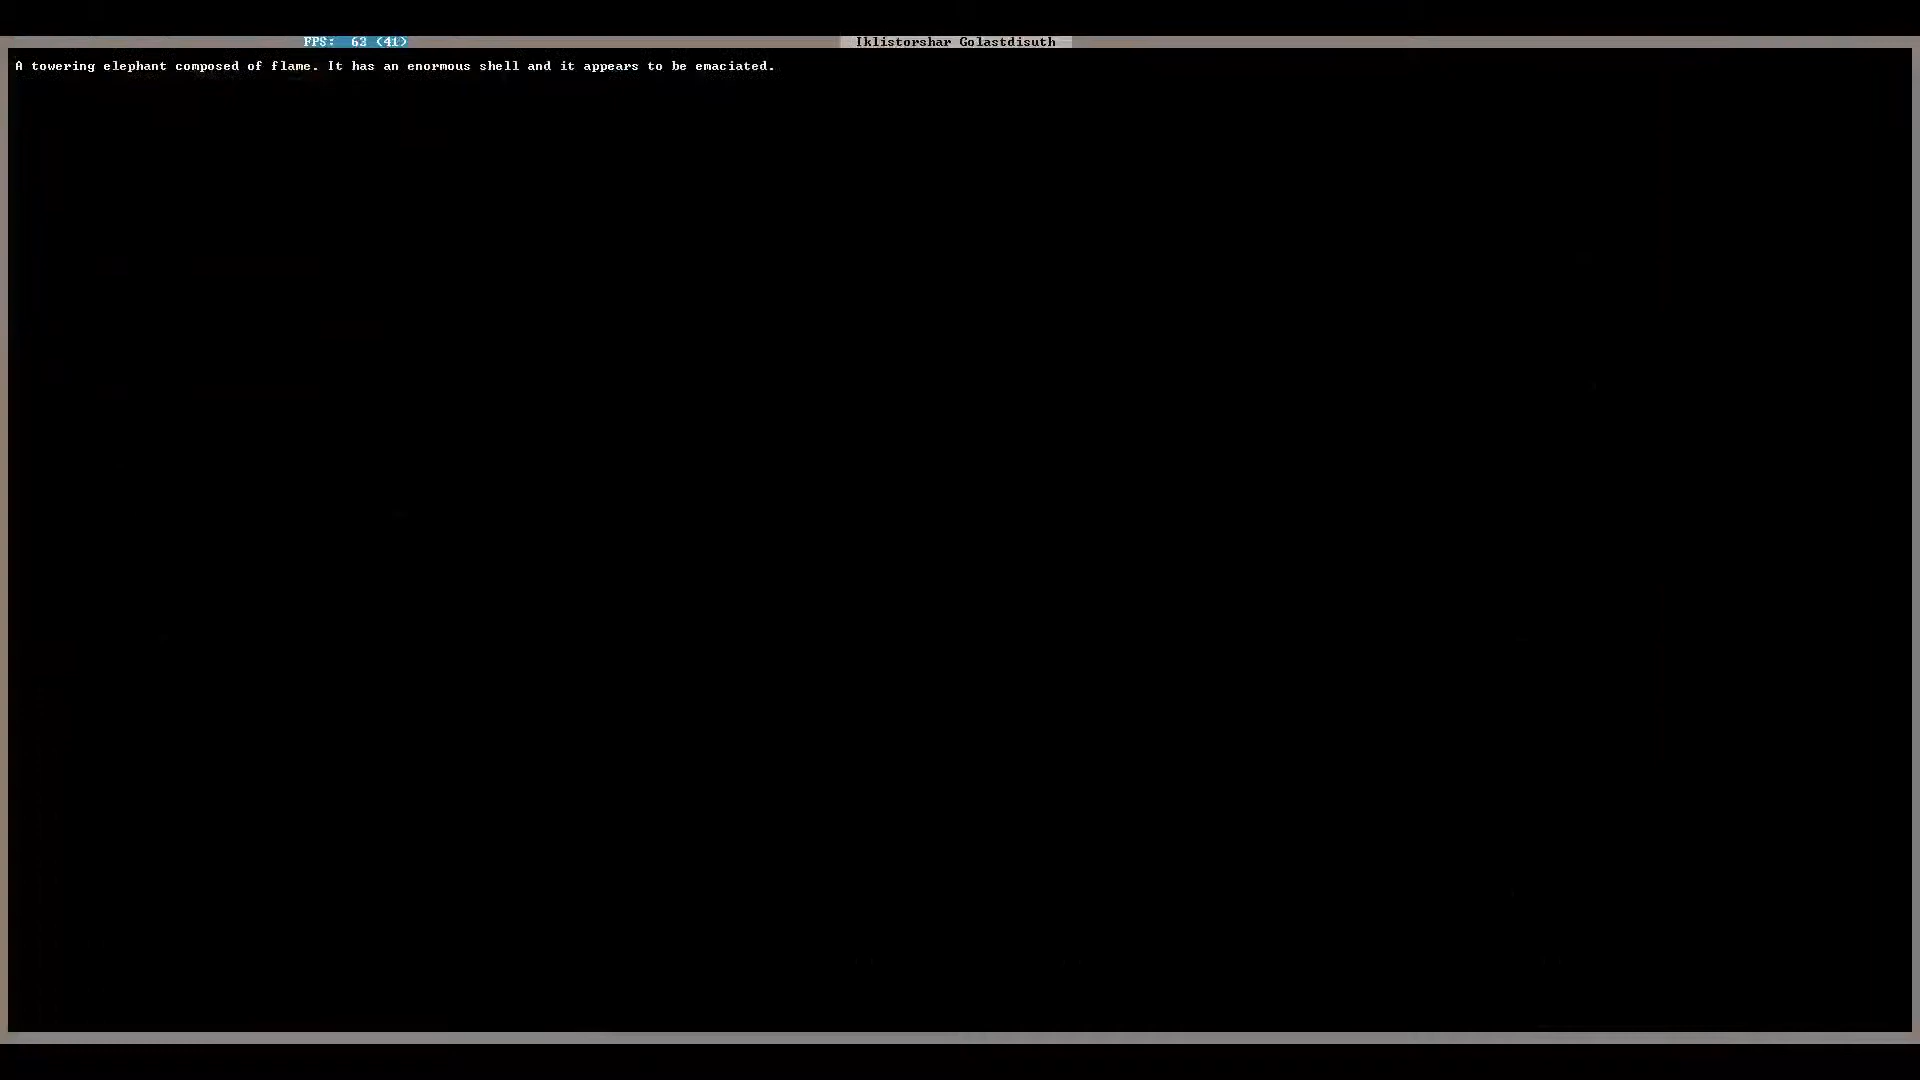 FPS: 63 (41)
Iklistorshar Golastdisuth
A towering elephant composed of flame. It has an enormous shell and it appears to be emaciated.